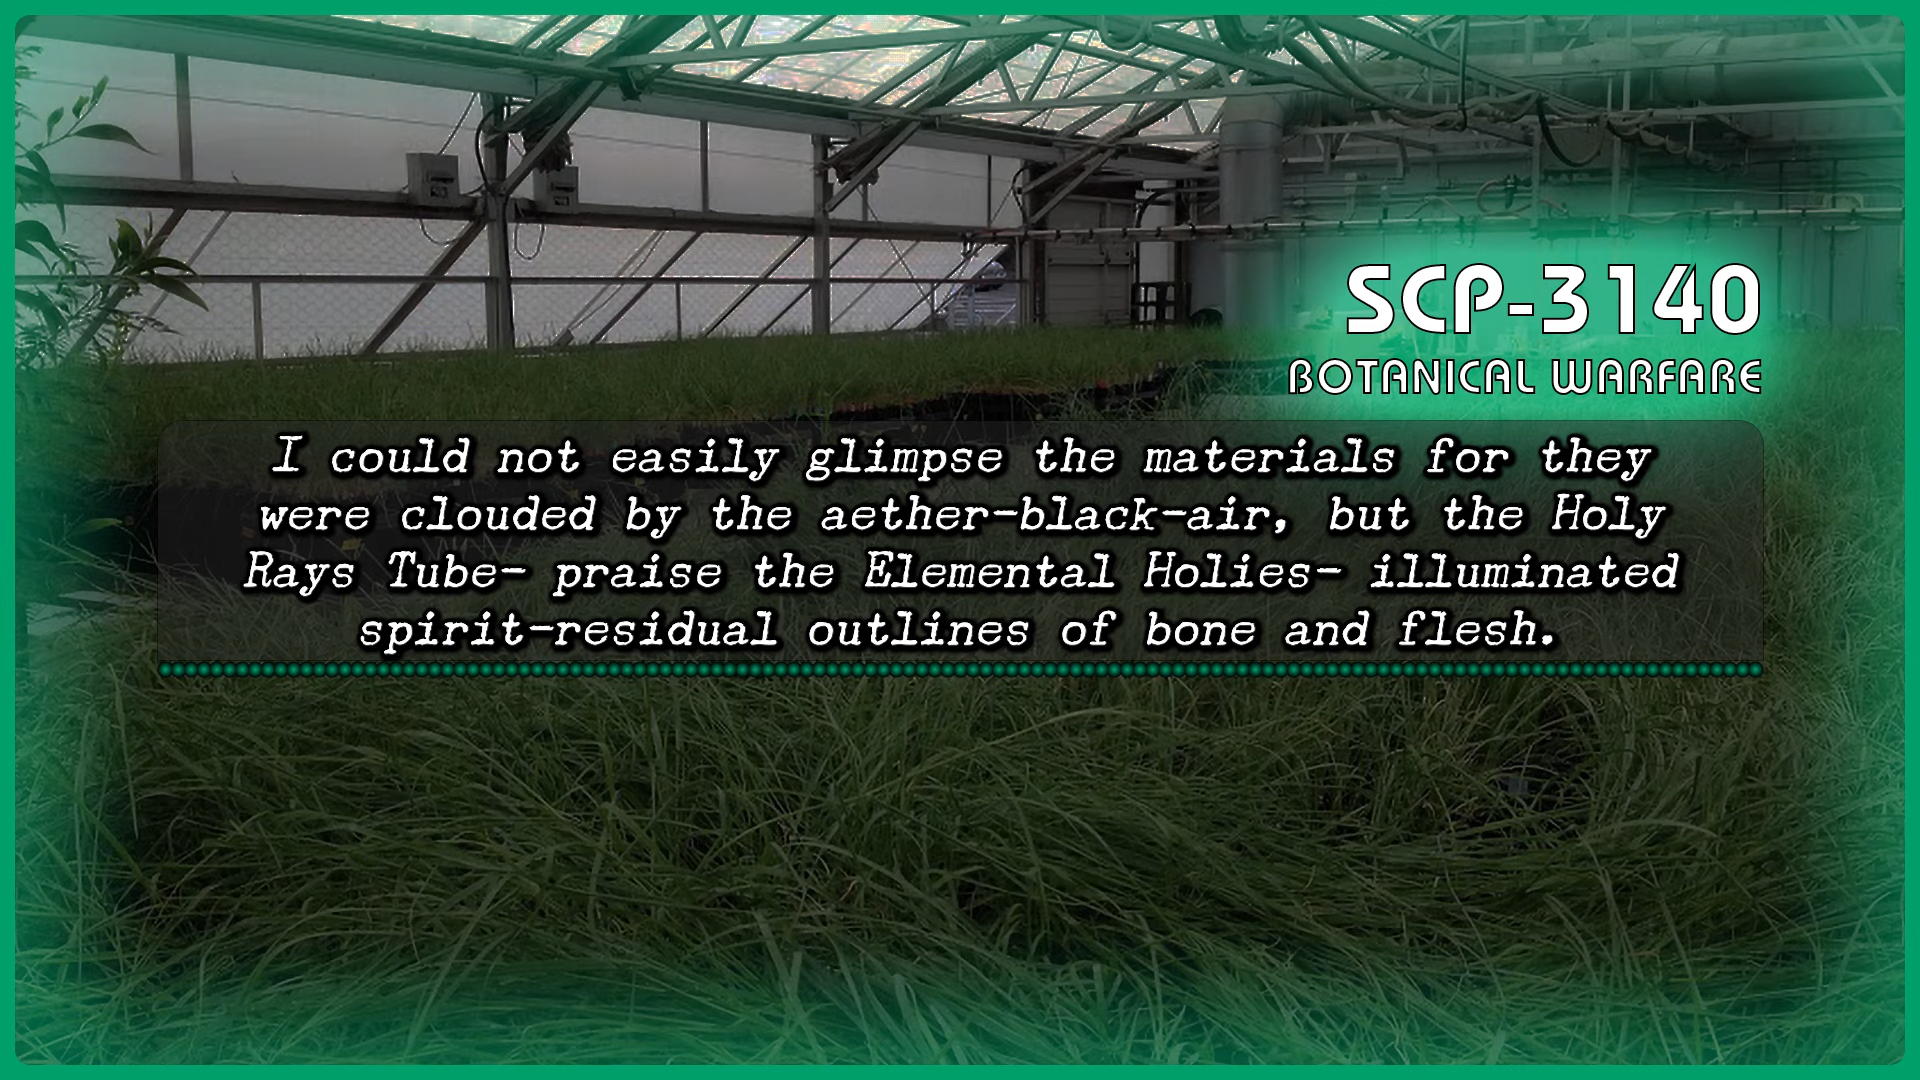 SCP-3140
BOTANICAL WARFARE
I could not easily glimpse the materials for they
were clouded by the aether-black-air, but the Holy
Rays Tube- praise the Elemental Holies- illuminated
spirit-residual outlines of bone and flesh.